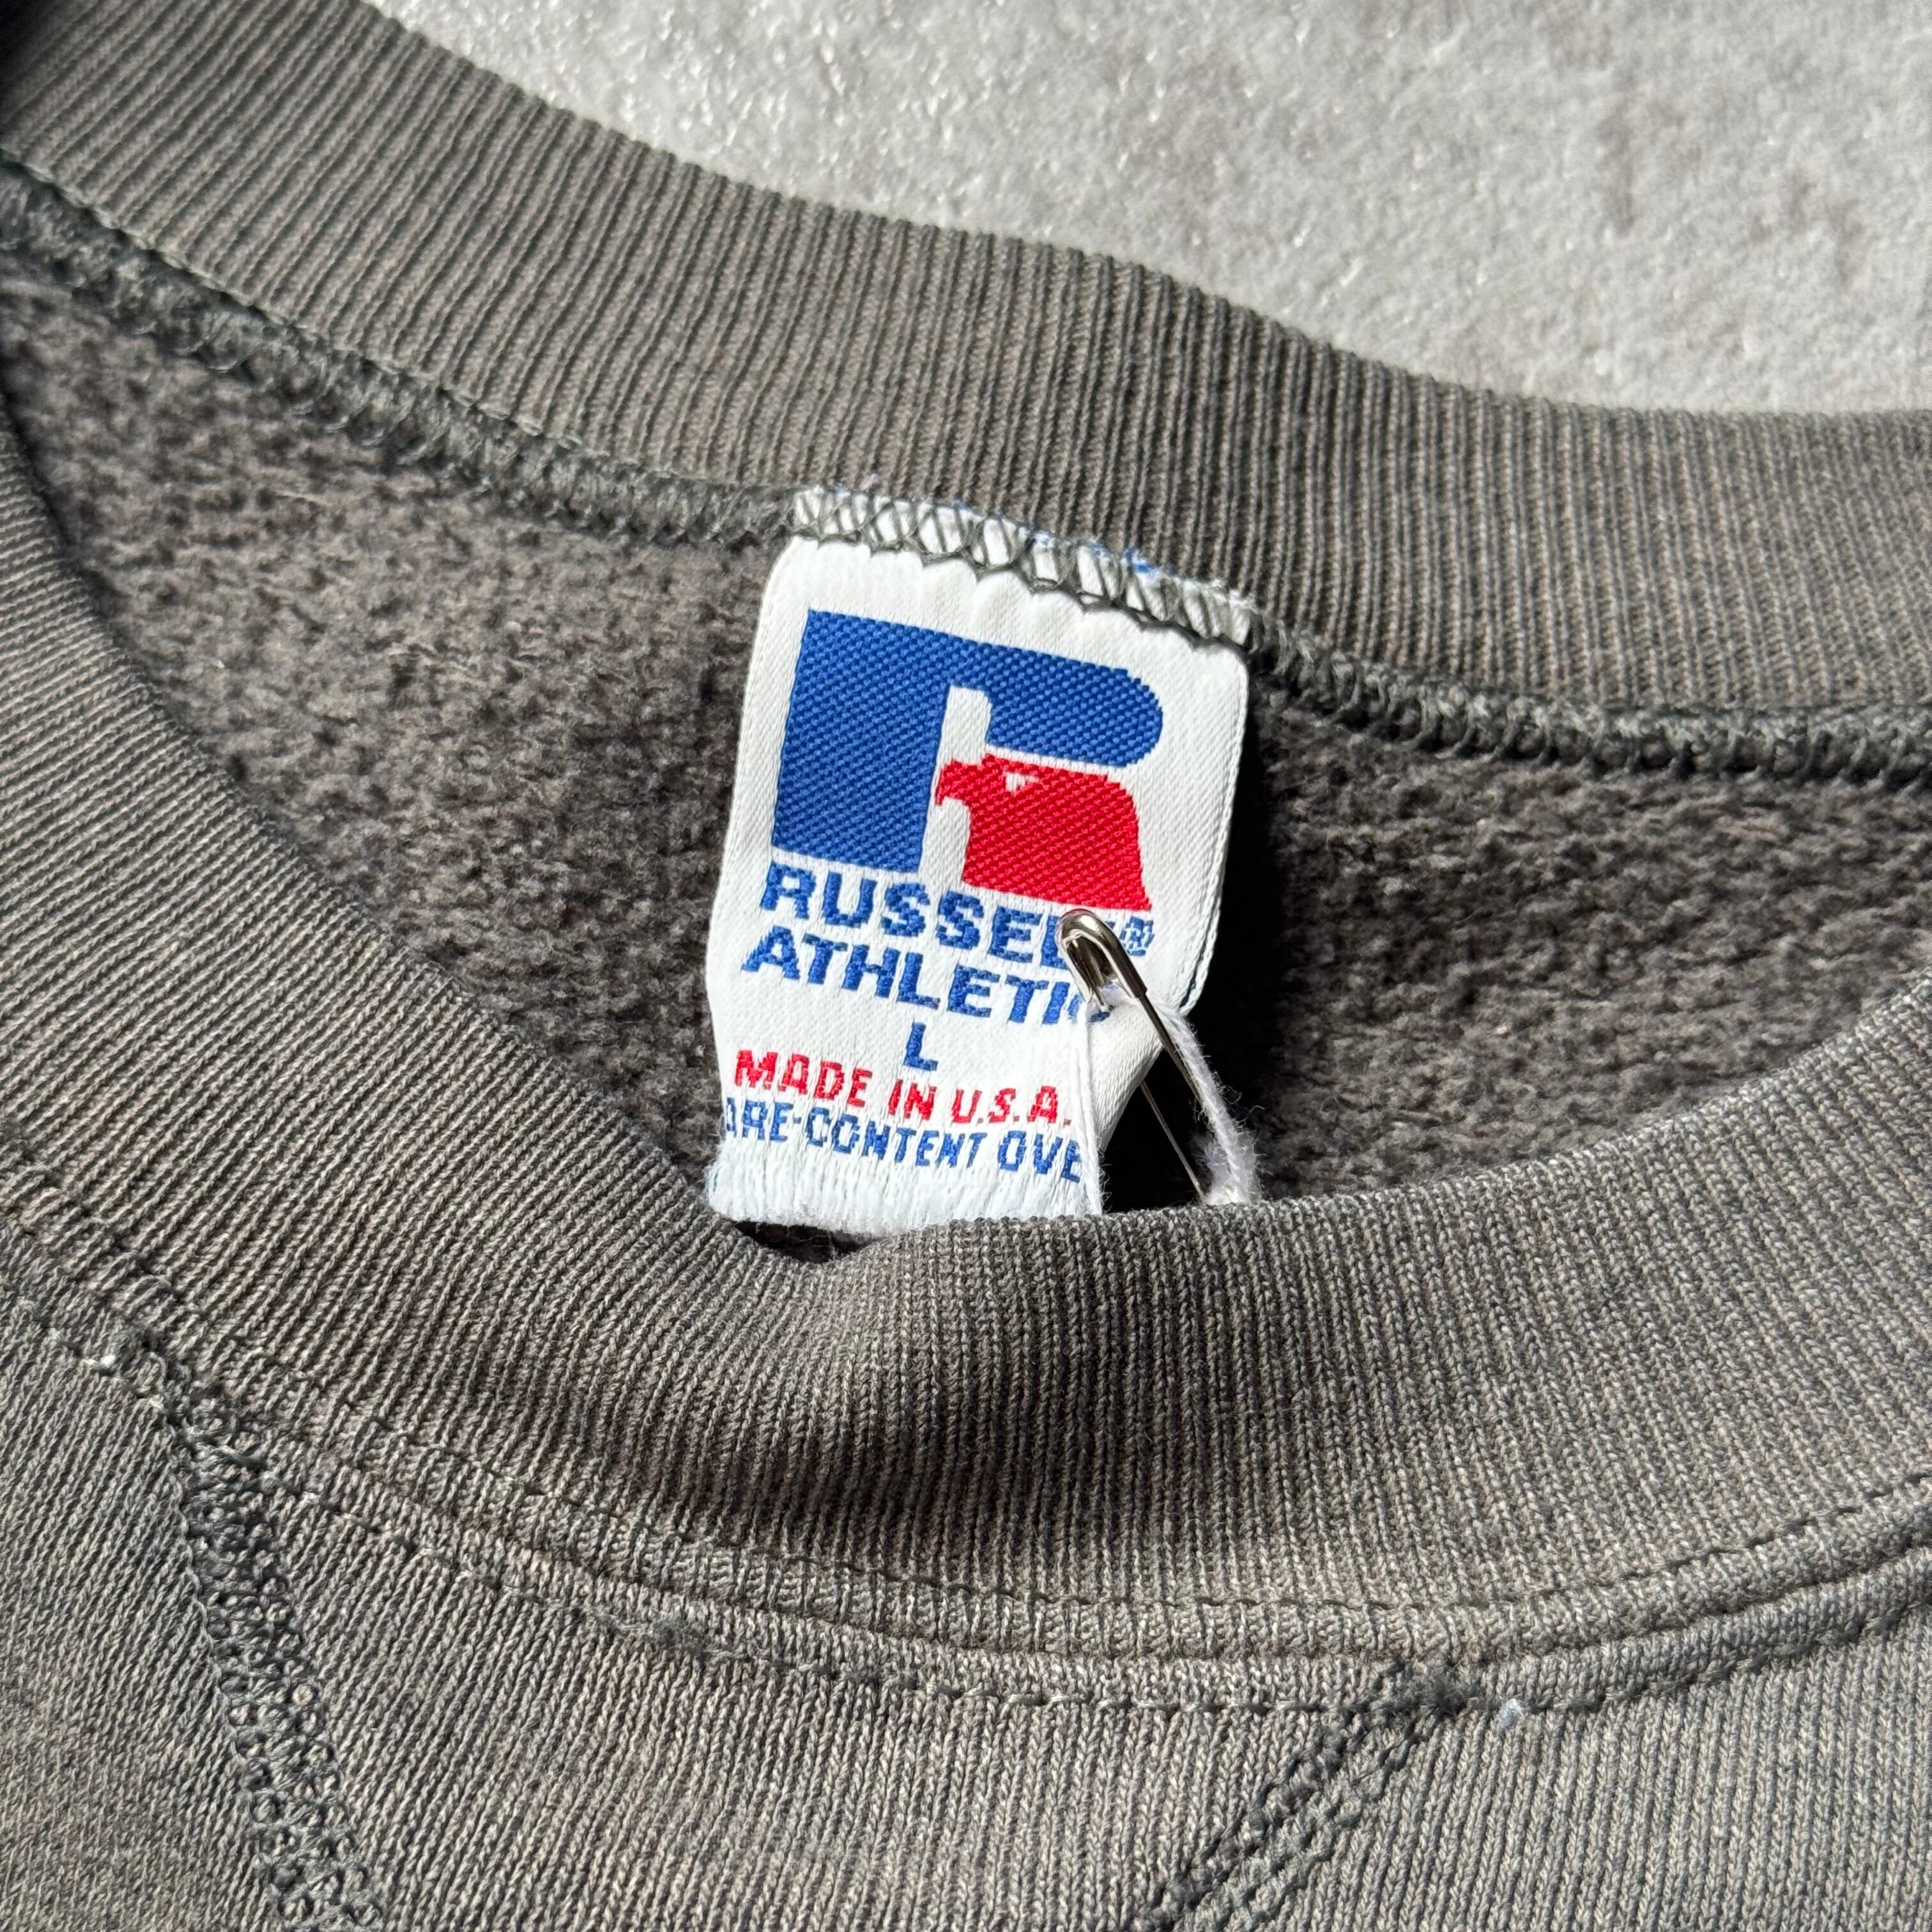 RUSSELL®
ATHLETIC
L
MADE IN U.S.A.
CARE-CONTENT OVER